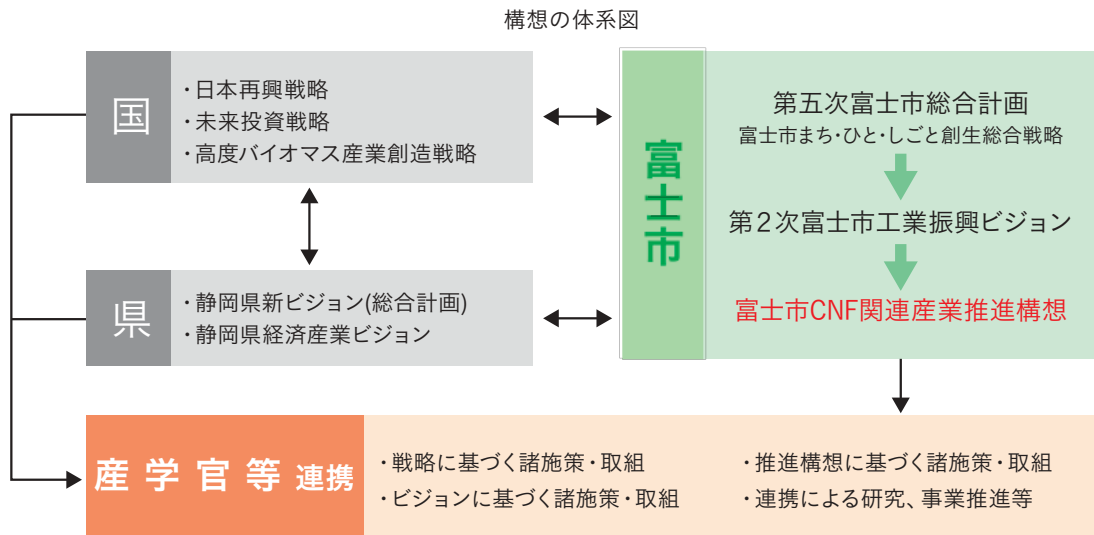 構想の体系図
国
・日本再興戦略
・未来投資戦略
・高度バイオマス産業創造戦略
県
・静岡県新ビジョン(総合計画)
・静岡県経済産業ビジョン
富士市
第五次富士市総合計画
富士市まち・ひと・しごと創生総合戦略
第２次富士市工業振興ビジョン
富士市CNF関連産業推進構想
産学官等連携
・戦略に基づく諸施策・取組
・ビジョンに基づく諸施策・取組
・推進構想に基づく諸施策・取組
・連携による研究、事業推進等